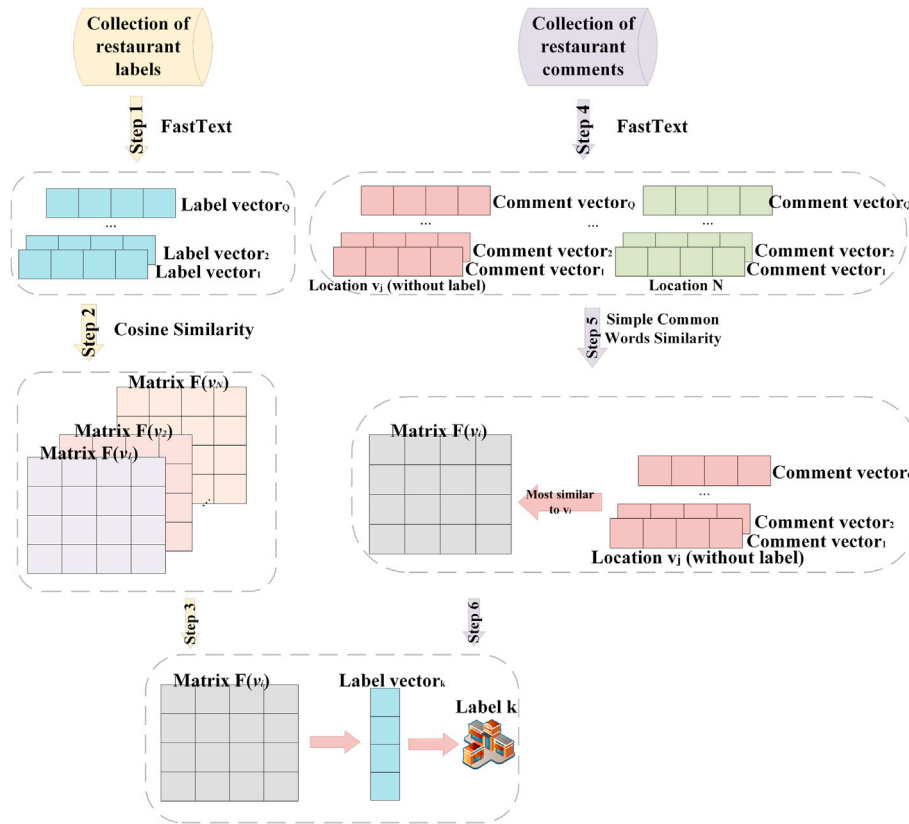 Collection of
restaurant
labels
Collection of
restaurant
comments
Step 1
FastText
Step 4
FastText
Label vectorQ
...
Label vector2
Label vector1
Comment vectorQ
...
Comment vector2
Comment vector1
Location vj (without label)
...
Comment vectorQ
...
Comment vector2
Comment vector1
Location N
Step 2
Cosine Similarity
Step 5
Simple Common
Words Similarity
Matrix F(vN)
Matrix F(v2)
Matrix F(v1)
...
Matrix F(vi)
Most similar
to vi
Comment vector
...
Comment vector2
Comment vector1
Location vj (without label)
Step 3
Step 6
Matrix F(vi)
Label vectork
Label k